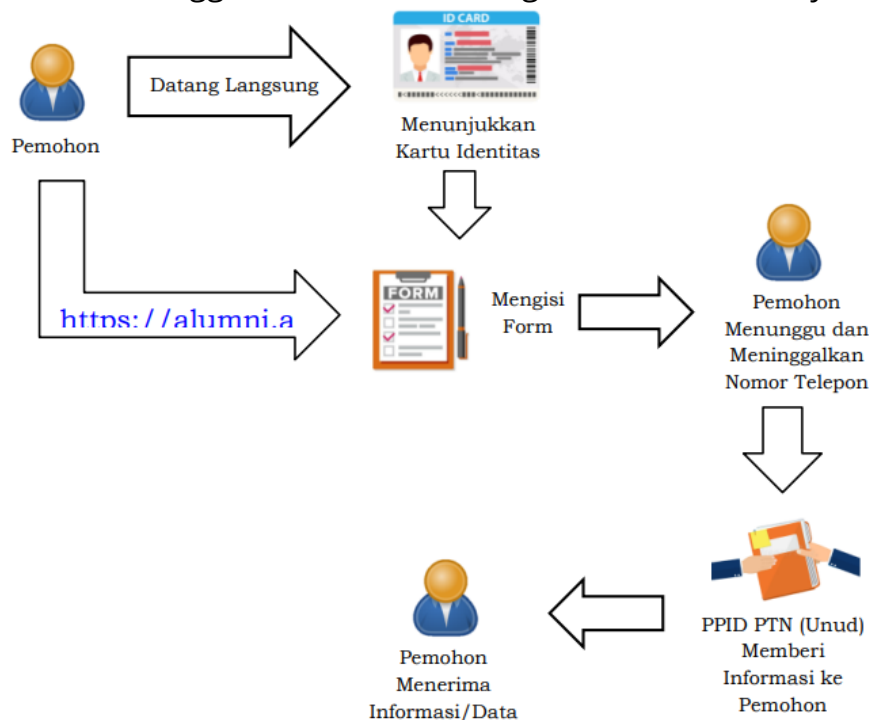 ID CARD
Datang Langsung
Pemohon
Menunjukkan
Kartu Identitas
https://alumni.a
FORM
Mengisi
Form
Pemohon
Menunggu dan
Meninggalkan
Nomor Telepon
PPID PTN (Unud)
Memberi
Informasi ke
Pemohon
Pemohon
Menerima
Informasi/Data